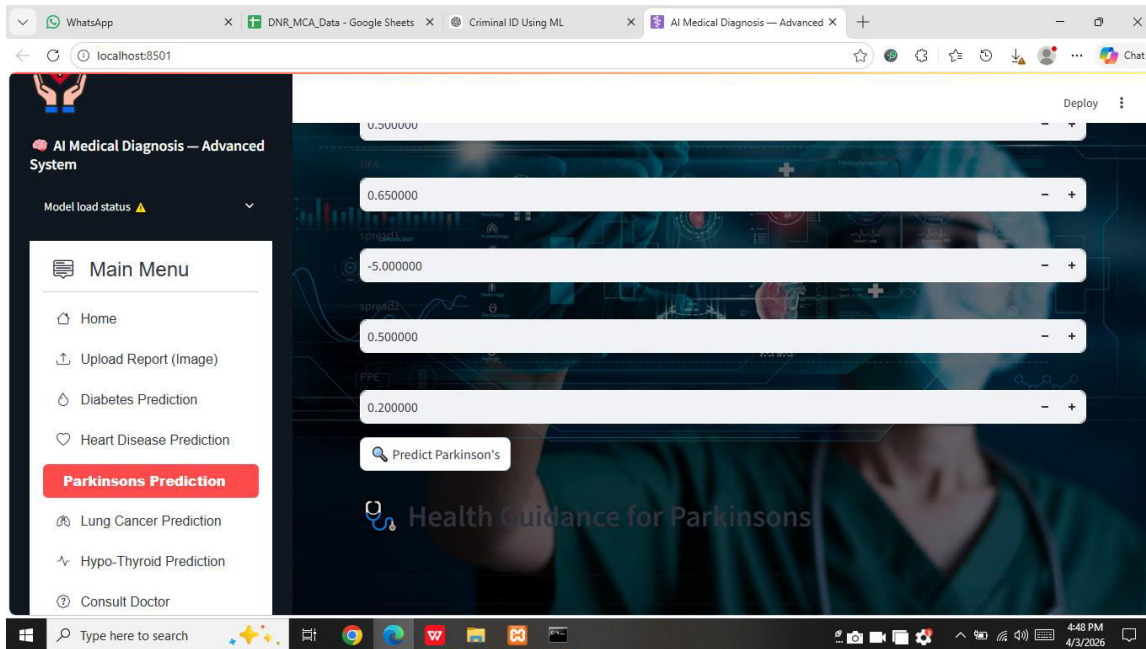 WhatsApp
DNR_MCA_Data - Google Sheets
Criminal ID Using ML
AI Medical Diagnosis — Advanced
localhost:8501
Chat
Deploy
AI Medical Diagnosis — Advanced
System
Model load status
Main Menu
Home
Upload Report (Image)
Diabetes Prediction
Heart Disease Prediction
Parkinsons Prediction
Lung Cancer Prediction
Hypo-Thyroid Prediction
Consult Doctor
0.500000
DFA
0.650000
spread1
-5.000000
spread2
0.500000
PPE
0.200000
Predict Parkinson's
Health Guidance for Parkinsons
Type here to search
4:48 PM
4/3/2026